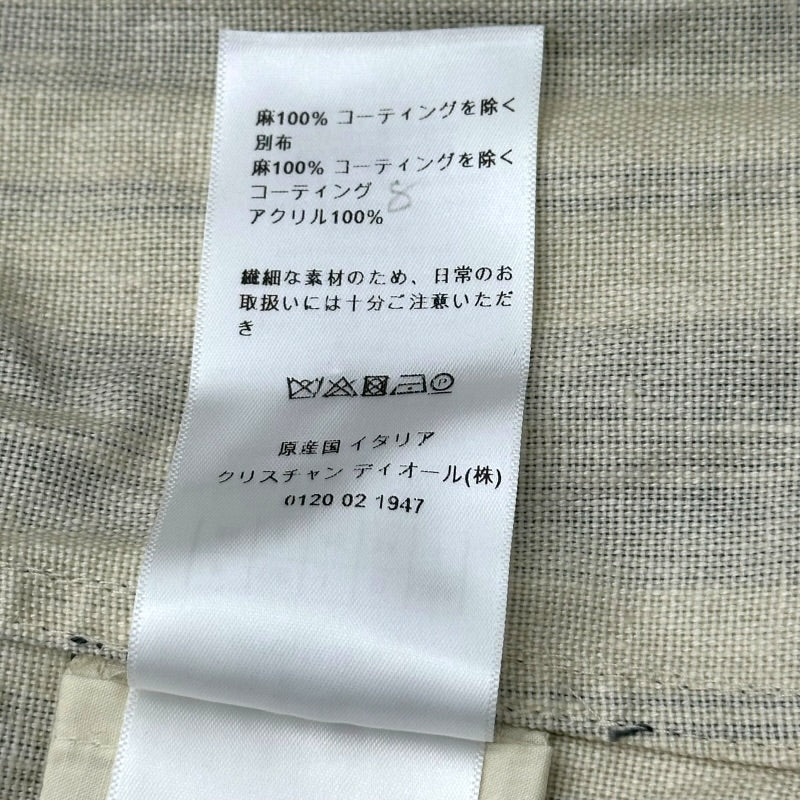 麻100% コーティングを除く
別布
麻100% コーティングを除く
コーティング 8
アクリル100%
繊細な素材のため、日常のお
取扱いには十分ご注意いただ
き
P
原産国 イタリア
クリスチャン ディオール(株)
0120 02 1947